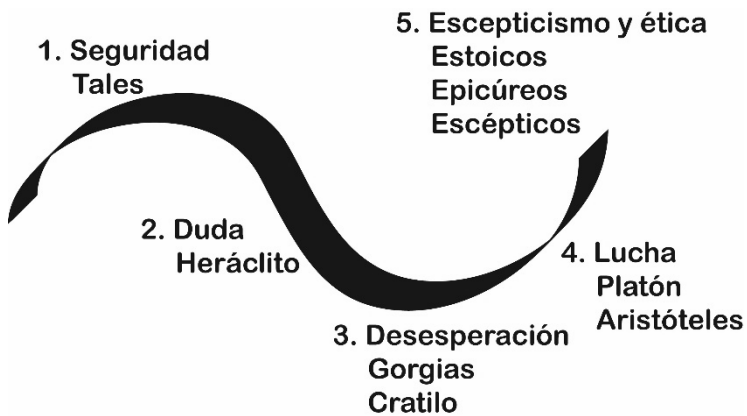 1. Seguridad
Tales
2. Duda
Heráclito
3. Desesperación
Gorgias
Cratilo
4. Lucha
Platón
Aristóteles
5. Escepticismo y ética
Estoicos
Epicúreos
Escépticos